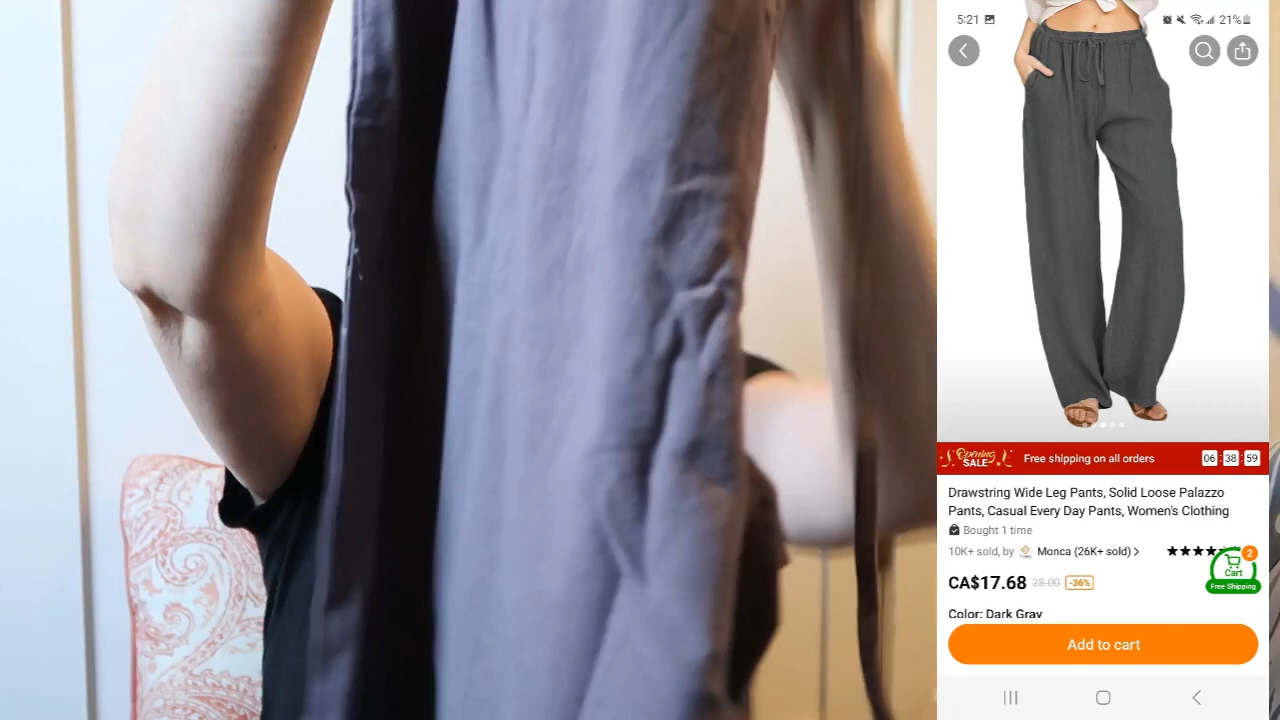 5:21
21%
Opening
SALE
Free shipping on all orders
06:38:59
Drawstring Wide Leg Pants, Solid Loose Palazzo
Pants, Casual Every Day Pants, Women's Clothing
Bought 1 time
10K+ sold, by Monca (26K+ sold) >
2
Cart
Free Shipping
CA$17.68 28.00 -36%
Color: Dark Gray
Add to cart